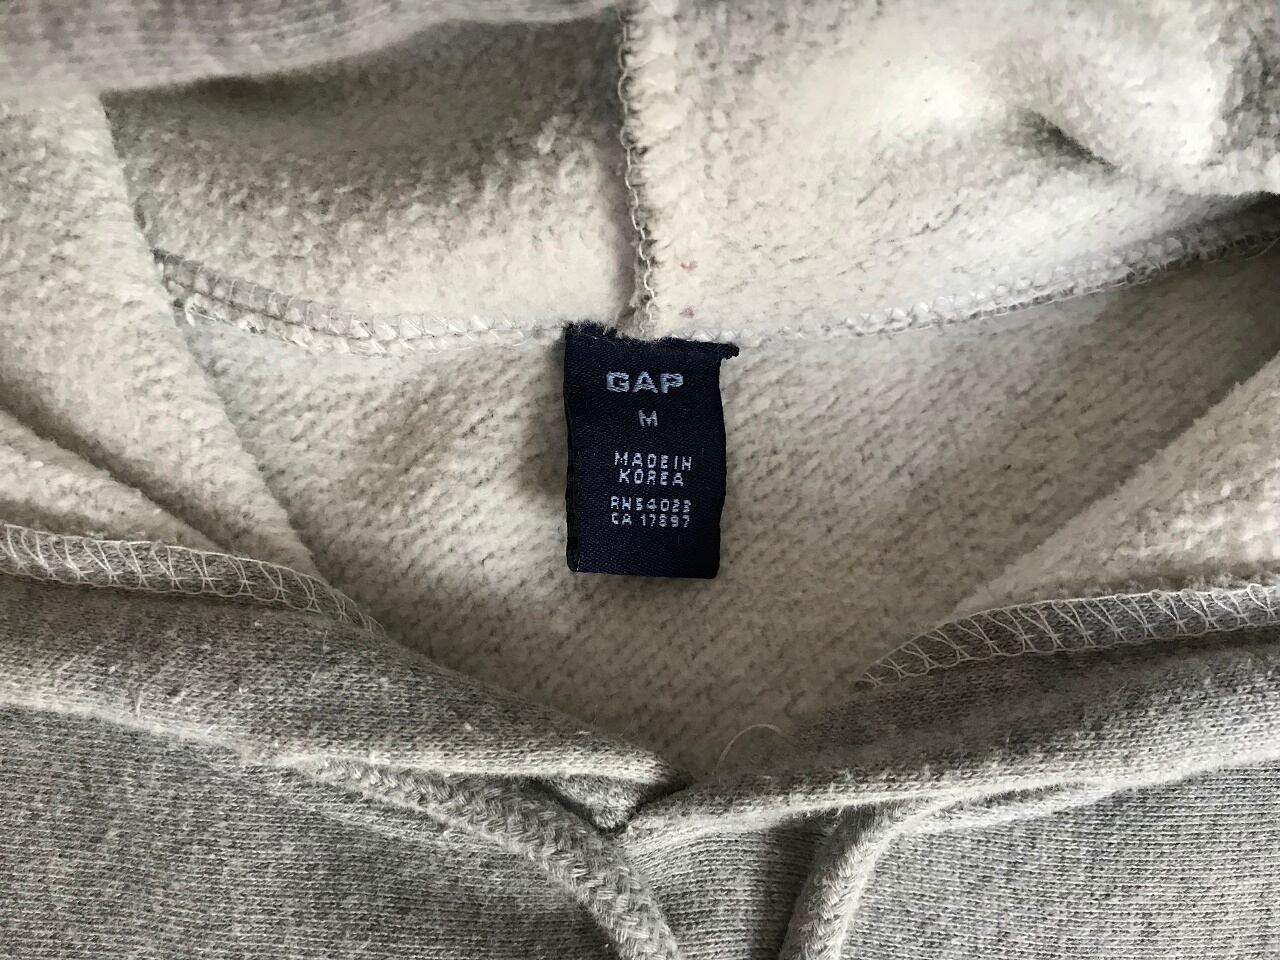 GAP
M
MADE IN
KOREA
RN54023
CA 17897